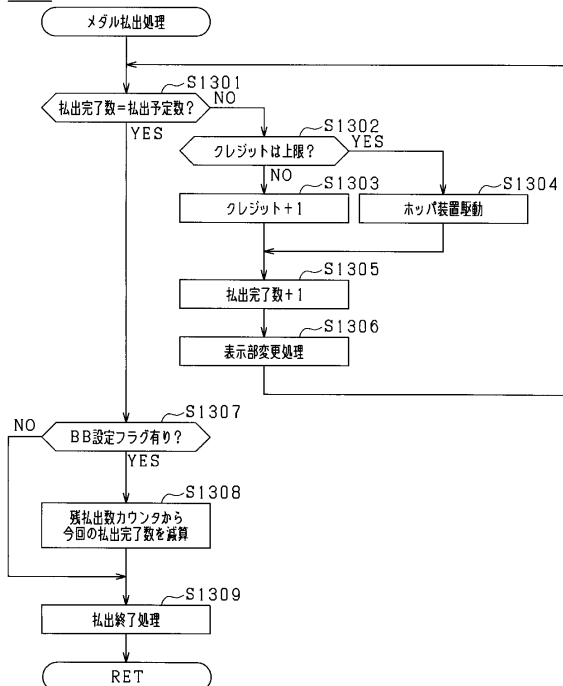 メダル払出処理
S1301
払出完了数=払出予定数?
NO
YES
S1302
クレジットは上限?
YES
NO
S1303
クレジット+1
S1304
ホッパ装置駆動
S1305
払出完了数+1
S1306
表示部変更処理
S1307
NO
BB設定フラグ有り?
YES
S1308
残払出数カウンタから
今回の払出完了数を減算
S1309
払出終了処理
RET